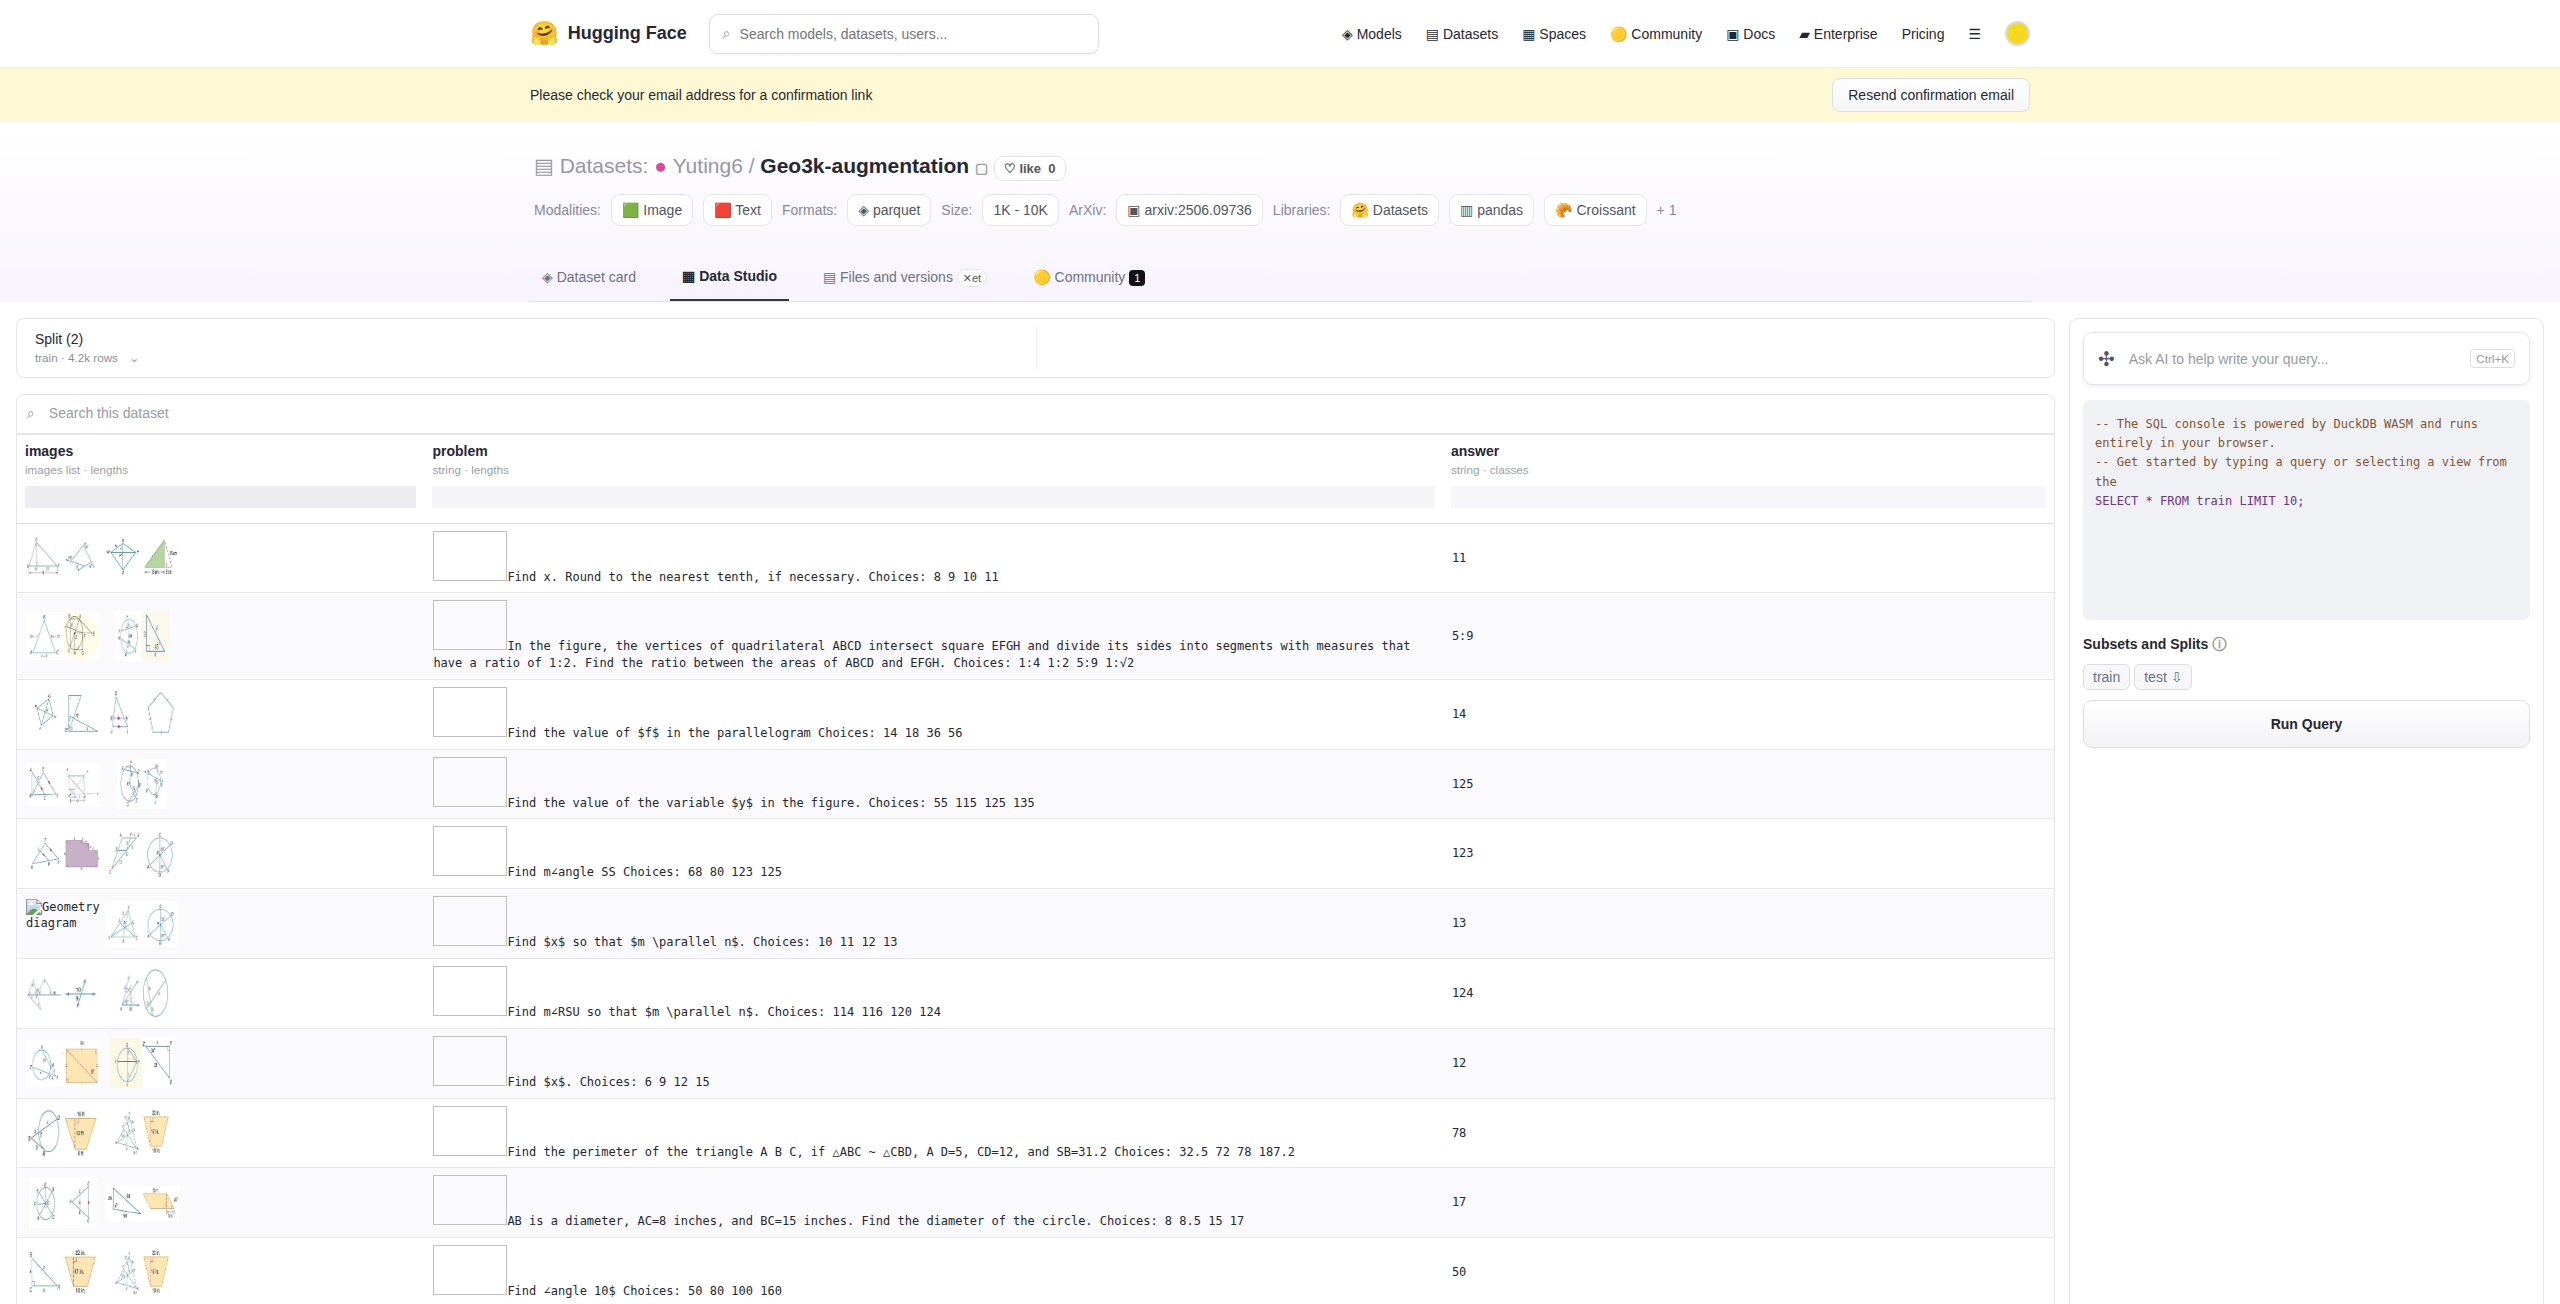 Hugging Face
Search models, datasets, users...
Models
Datasets
Spaces
Community
Docs
Enterprise
Pricing
Please check your email address for a confirmation link
Resend confirmation email
Datasets: Yuting6 / Geo3k-augmentation
like 0
Modalities: Image Text Formats: parquet Size: 1K - 10K ArXiv: arxiv:2506.09736 Libraries: Datasets pandas Croissant + 1
Dataset card
Data Studio
Files and versions ✕et
Community 1
Split (2)
train · 4.2k rows
Search this dataset
images
images list · lengths
problem
string · lengths
answer
string · classes
Find x. Round to the nearest tenth, if necessary. Choices: 8 9 10 11
11
In the figure, the vertices of quadrilateral ABCD intersect square EFGH and divide its sides into segments with measures that
have a ratio of 1:2. Find the ratio between the areas of ABCD and EFGH. Choices: 1:4 1:2 5:9 1:√2
5:9
Find the value of $f$ in the parallelogram Choices: 14 18 36 56
14
Find the value of the variable $y$ in the figure. Choices: 55 115 125 135
125
Find m∠angle SS Choices: 68 80 123 125
123
Geometry
diagram
Find $x$ so that $m \parallel n$. Choices: 10 11 12 13
13
Find m∠RSU so that $m \parallel n$. Choices: 114 116 120 124
124
Find $x$. Choices: 6 9 12 15
12
Find the perimeter of the triangle A B C, if △ABC ~ △CBD, A D=5, CD=12, and SB=31.2 Choices: 32.5 72 78 187.2
78
AB is a diameter, AC=8 inches, and BC=15 inches. Find the diameter of the circle. Choices: 8 8.5 15 17
17
Find ∠angle 10$ Choices: 50 80 100 160
50
Ask AI to help write your query...
Ctrl+K
-- The SQL console is powered by DuckDB WASM and runs
entirely in your browser.
-- Get started by typing a query or selecting a view from
the
SELECT * FROM train LIMIT 10;
Subsets and Splits
train
test
Run Query